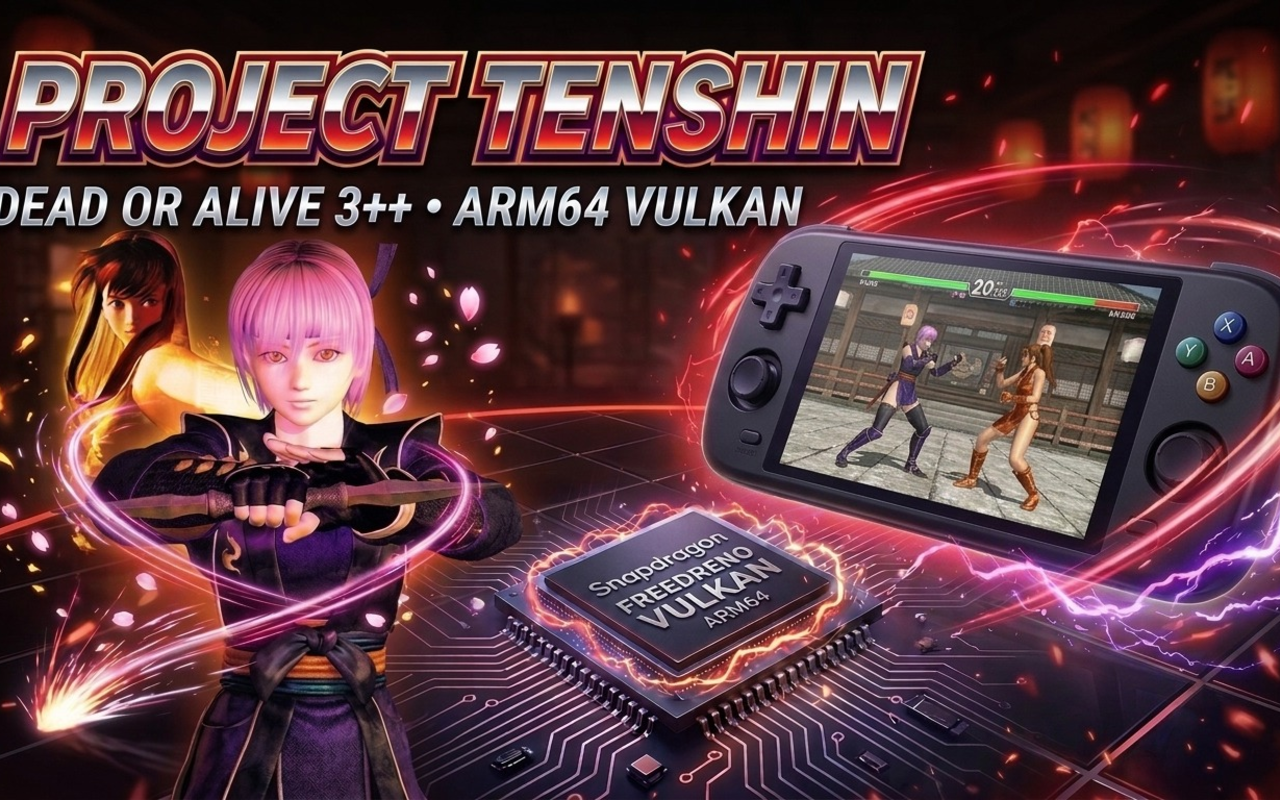 PROJECT TENSHIN
DEAD OR ALIVE 3++ • ARM64 VULKAN
20
X
Y
A
B
Snapdragon
FREEDRENO
VULKAN
ARM64